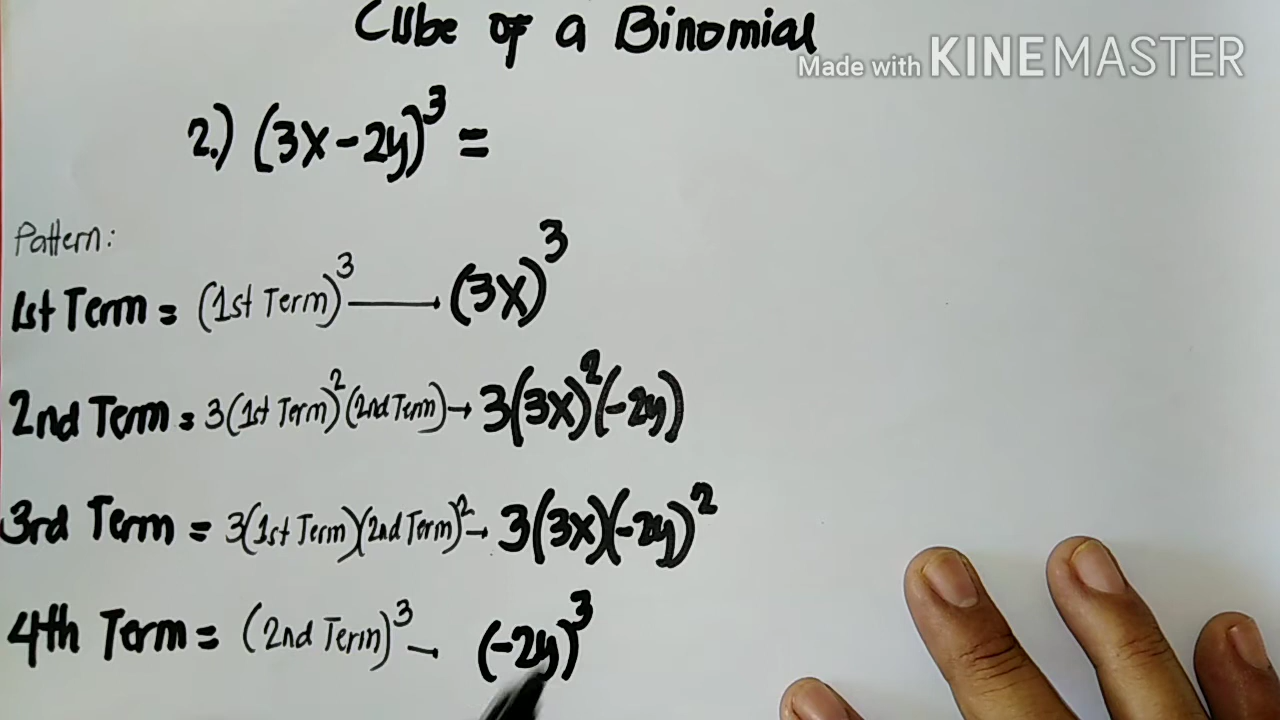 Cube of a Binomial
Made with KINEMASTER
2.) (3x-2y)³ =
Pattern:
1st Term = (1st Term)³ → (3x)³
2nd Term = 3(1st Term)²(2nd Term) → 3(3x)²(-2y)
3rd Term = 3(1st Term)(2nd Term)² → 3(3x)(-2y)²
4th Term = (2nd Term)³ → (-2y)³